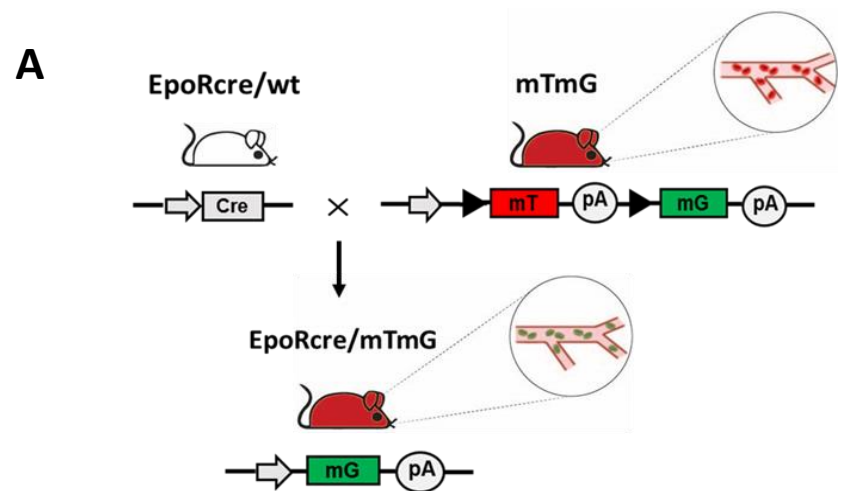 A
EpoRcre/wt
mTmG
Cre
×
mT
pA
mG
pA
EpoRcre/mTmG
mG
pA